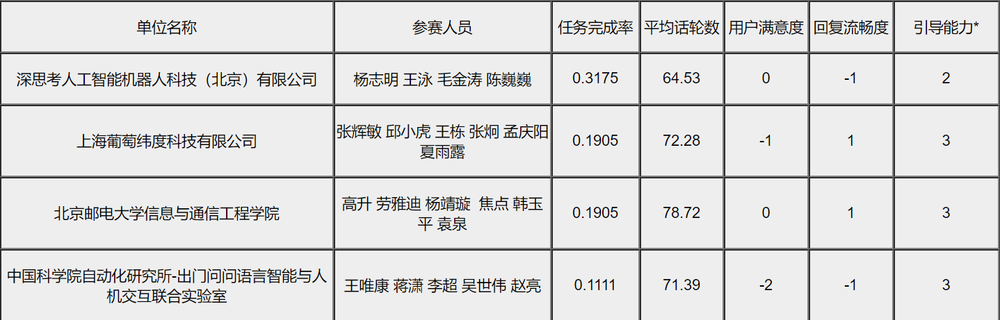 单位名称 参赛人员 任务完成率 平均话轮数 用户满意度 回复流畅度 引导能力*
深思考人工智能机器人科技（北京）有限公司 杨志明 王泳 毛金涛 陈巍巍 0.3175 64.53 0 -1 2
上海葡萄纬度科技有限公司 张辉敏 邱小虎 王栋 张炯 孟庆阳
夏雨露 0.1905 72.28 -1 1 3
北京邮电大学信息与通信工程学院 高升 劳雅迪 杨靖璇 焦点 韩玉
平 袁泉 0.1905 78.72 0 1 3
中国科学院自动化研究所-出门问问语言智能与人
机交互联合实验室 王唯康 蒋潇 李超 吴世伟 赵亮 0.1111 71.39 -2 -1 3